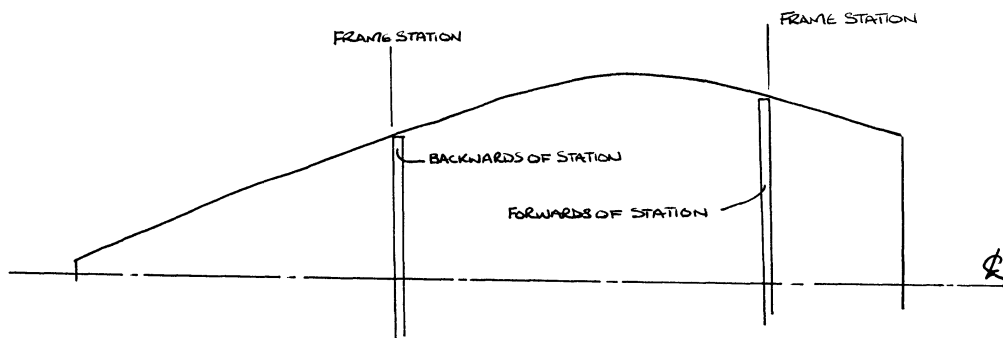 FRAME STATION
FRAME STATION
BACKWARDS OF STATION
FORWARDS OF STATION
℄